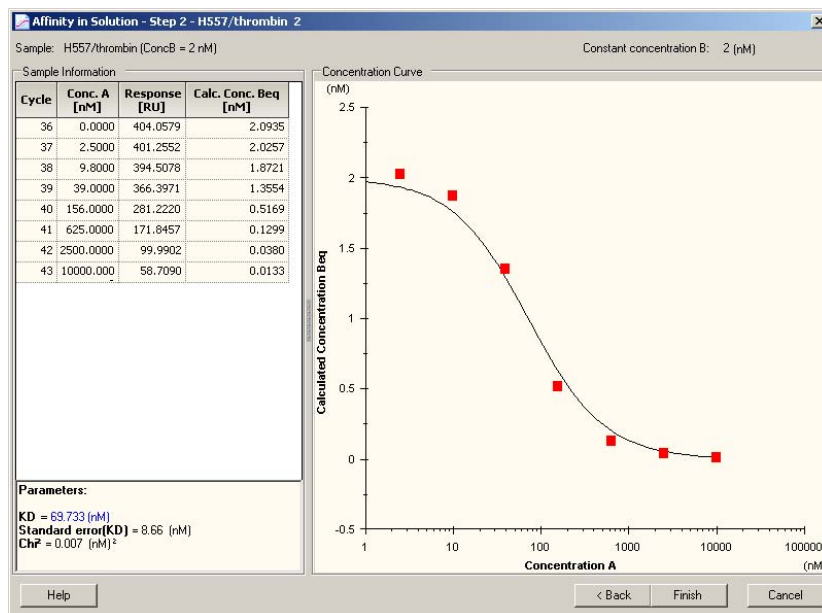 Affinity in Solution - Step 2 - H557/thrombin 2
Sample: H557/thrombin (ConcB = 2 nM)
Constant concentration B: 2 (nM)
Sample Information
Cycle Conc. A [nM] Response [RU] Calc. Conc. Beq [nM]
36 0.0000 404.0579 2.0935
37 2.5000 401.2552 2.0257
38 9.8000 394.5078 1.8721
39 39.0000 366.3971 1.3554
40 156.0000 281.2220 0.5169
41 625.0000 171.8457 0.1299
42 2500.0000 99.9902 0.0380
43 10000.000 58.7090 0.0133
Parameters:
KD = 69.733 (nM)
Standard error(KD) = 8.66 (nM)
Chi² = 0.007 (nM)²
Concentration Curve
(nM)
2.5
2
1.5
1
0.5
0
-0.5
Calculated Concentration Beq
1 10 100 1000 10000 100000
Concentration A (nM)
Help
< Back
Finish
Cancel